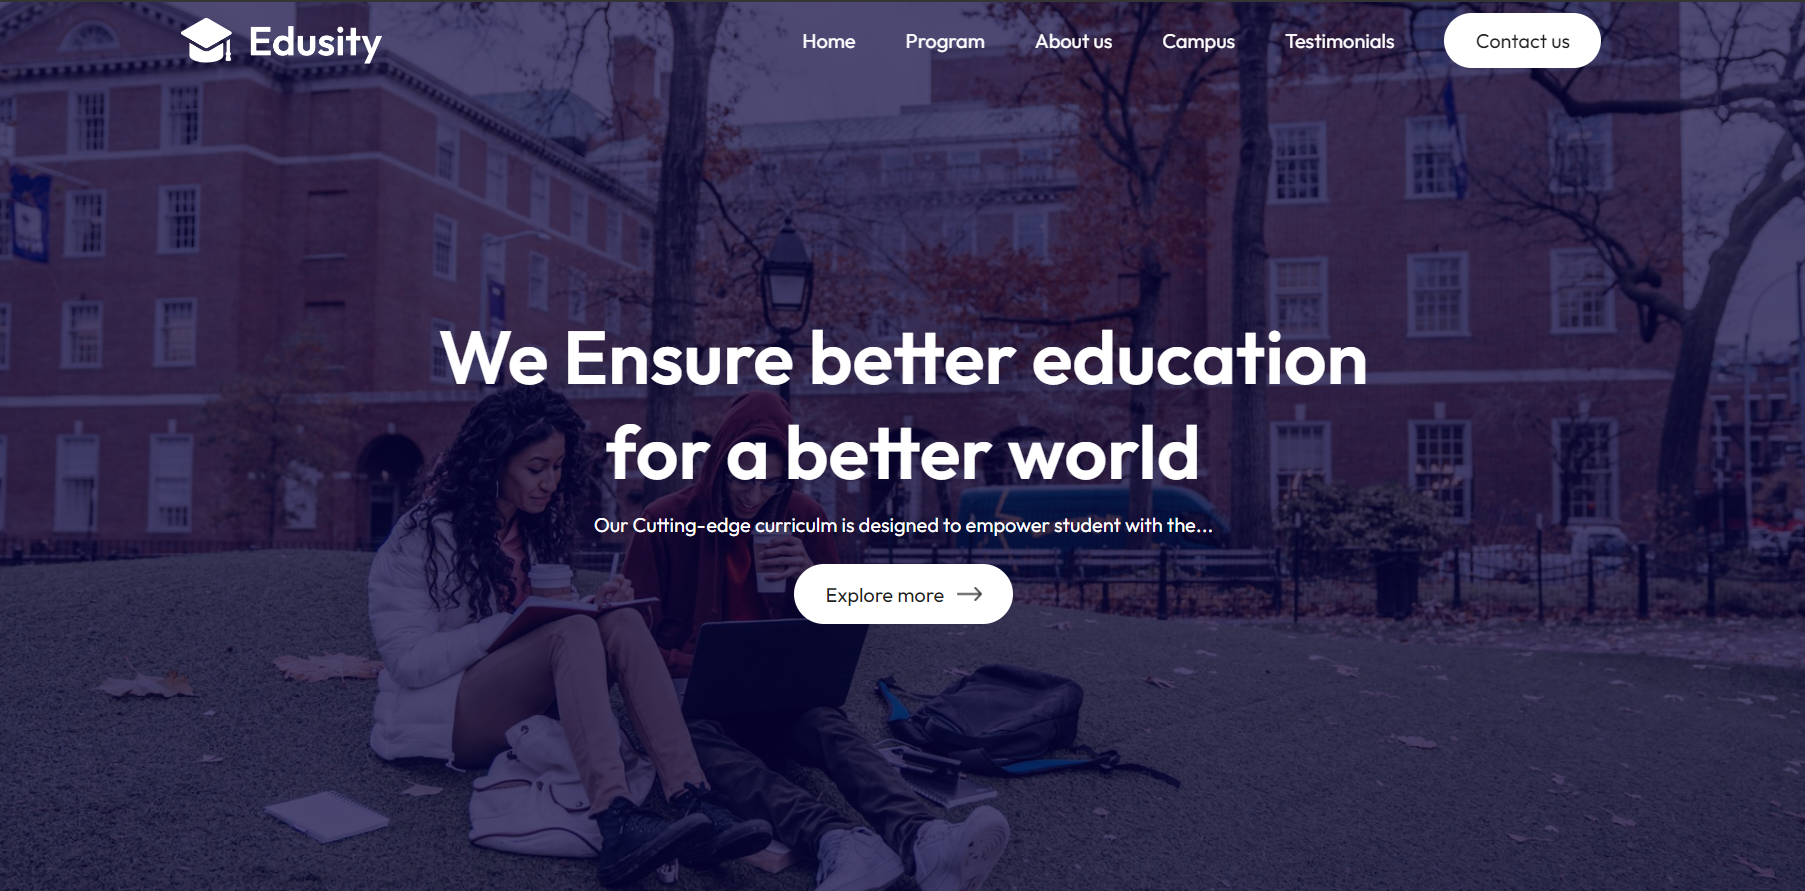 Edusity
Home Program About us Campus Testimonials Contact us
We Ensure better education
for a better world
Our Cutting-edge curriculm is designed to empower student with the...
Explore more